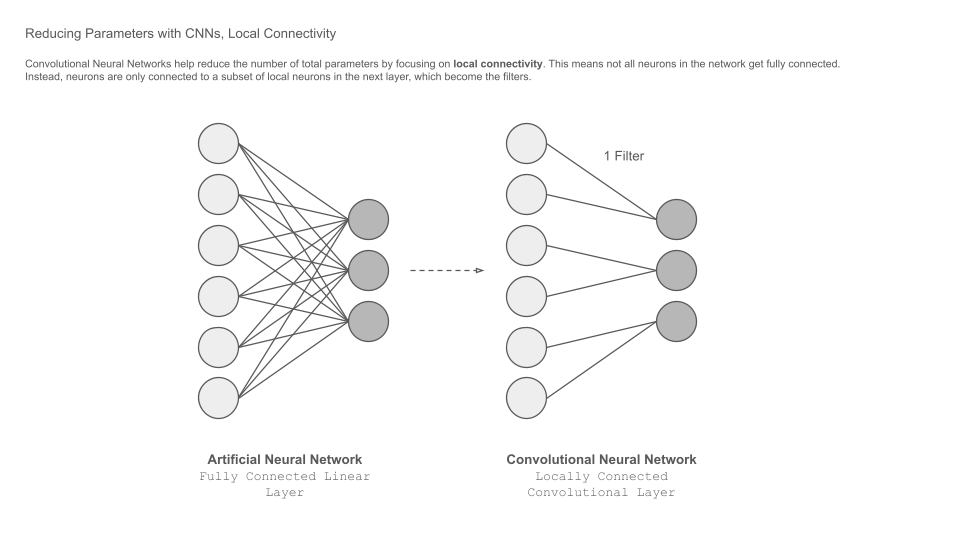 Reducing Parameters with CNNs, Local Connectivity
Convolutional Neural Networks help reduce the number of total parameters by focusing on local connectivity. This means not all neurons in the network get fully connected.
Instead, neurons are only connected to a subset of local neurons in the next layer, which become the filters.
1 Filter
Artificial Neural Network
Fully Connected Linear
Layer
Convolutional Neural Network
Locally Connected
Convolutional Layer